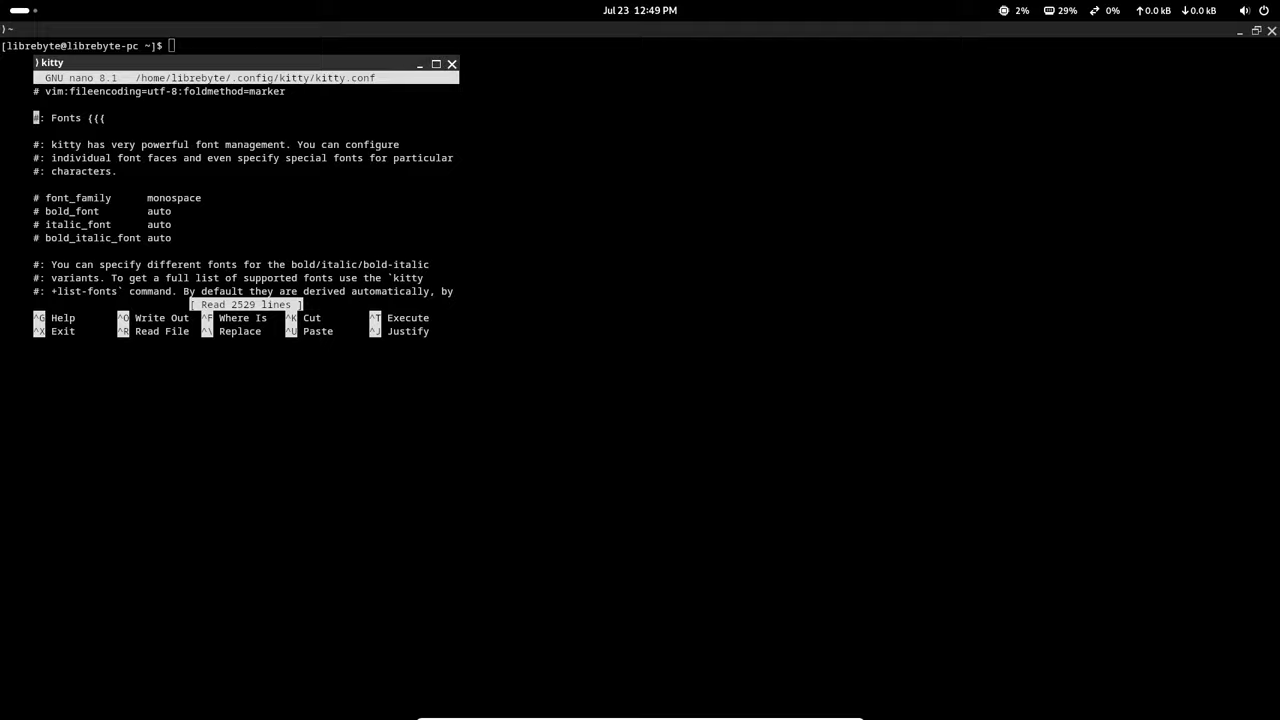 Jul 23 12:49 PM
2%
29%
0%
↑0.0 kB
↓0.0 kB
⟩ ~
[librebyte@librebyte-pc ~]$
⟩ kitty
GNU nano 8.1 /home/librebyte/.config/kitty/kitty.conf
# vim:fileencoding=utf-8:foldmethod=marker
#: Fonts {{{
#: kitty has very powerful font management. You can configure
#: individual font faces and even specify special fonts for particular
#: characters.
# font_family monospace
# bold_font auto
# italic_font auto
# bold_italic_font auto
#: You can specify different fonts for the bold/italic/bold-italic
#: variants. To get a full list of supported fonts use the `kitty
#: +list-fonts` command. By default they are derived automatically, by
[ Read 2529 lines ]
^G Help ^O Write Out ^F Where Is ^K Cut ^T Execute
^X Exit ^R Read File ^\ Replace ^U Paste ^J Justify